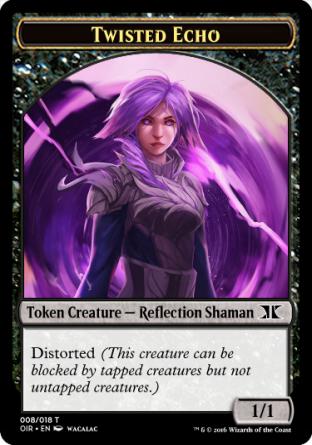 Twisted Echo
Token Creature — Reflection Shaman
Distorted (This creature can be
blocked by tapped creatures but not
untapped creatures.)
1/1
008/018 T
OIR • EN WACALAC
™ & © 2016 Wizards of the Coast